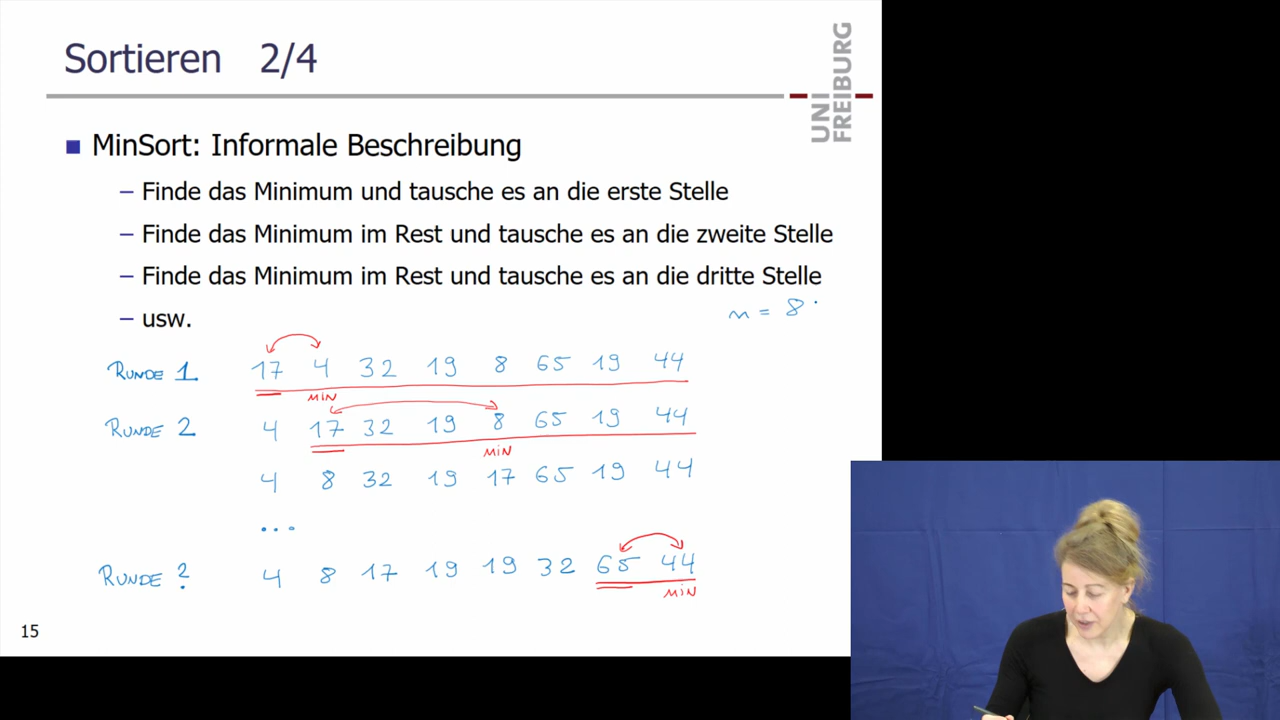 Sortieren 2/4
UNI
FREIBURG
MinSort: Informale Beschreibung
– Finde das Minimum und tausche es an die erste Stelle
– Finde das Minimum im Rest und tausche es an die zweite Stelle
– Finde das Minimum im Rest und tausche es an die dritte Stelle
– usw.
n = 8
RUNDE 1 17 4 32 19 8 65 19 44
MIN
RUNDE 2 4 17 32 19 8 65 19 44
MIN
4 8 32 19 17 65 19 44
...
RUNDE ? 4 8 17 19 19 32 65 44
MIN
15